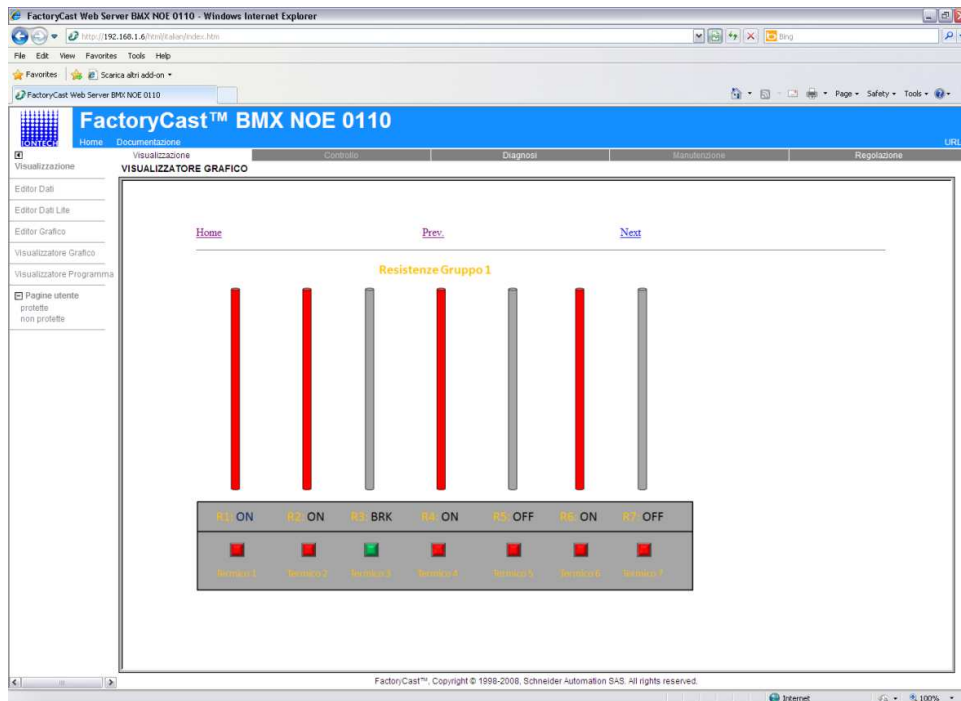 FactoryCast Web Server BMX NOE 0110 - Windows Internet Explorer
http://192.168.1.6/html/italian/index.htm
Bing
File Edit View Favorites Tools Help
Favorites Scarica altri add-on
FactoryCast Web Server BMX NOE 0110
Page Safety Tools
FactoryCast™ BMX NOE 0110
IONTECH
Home Documentazione URL
Visualizzazione Controllo Diagnosi Manutenzione Regolazione
Visualizzazione
VISUALIZZATORE GRAFICO
Editor Dati
Editor Dati Lite
Editor Grafico
Visualizzatore Grafico
Visualizzatore Programma
Pagine utente
protette
non protette
Home Prev. Next
Resistenze Gruppo 1
R1: ON R2: ON R3: BRK R4: ON R5: OFF R6: ON R7: OFF
Termico 1 Termico 2 Termico 3 Termico 4 Termico 5 Termico 6 Termico 7
FactoryCast™, Copyright © 1998-2008, Schneider Automation SAS. All rights reserved.
Internet 100%